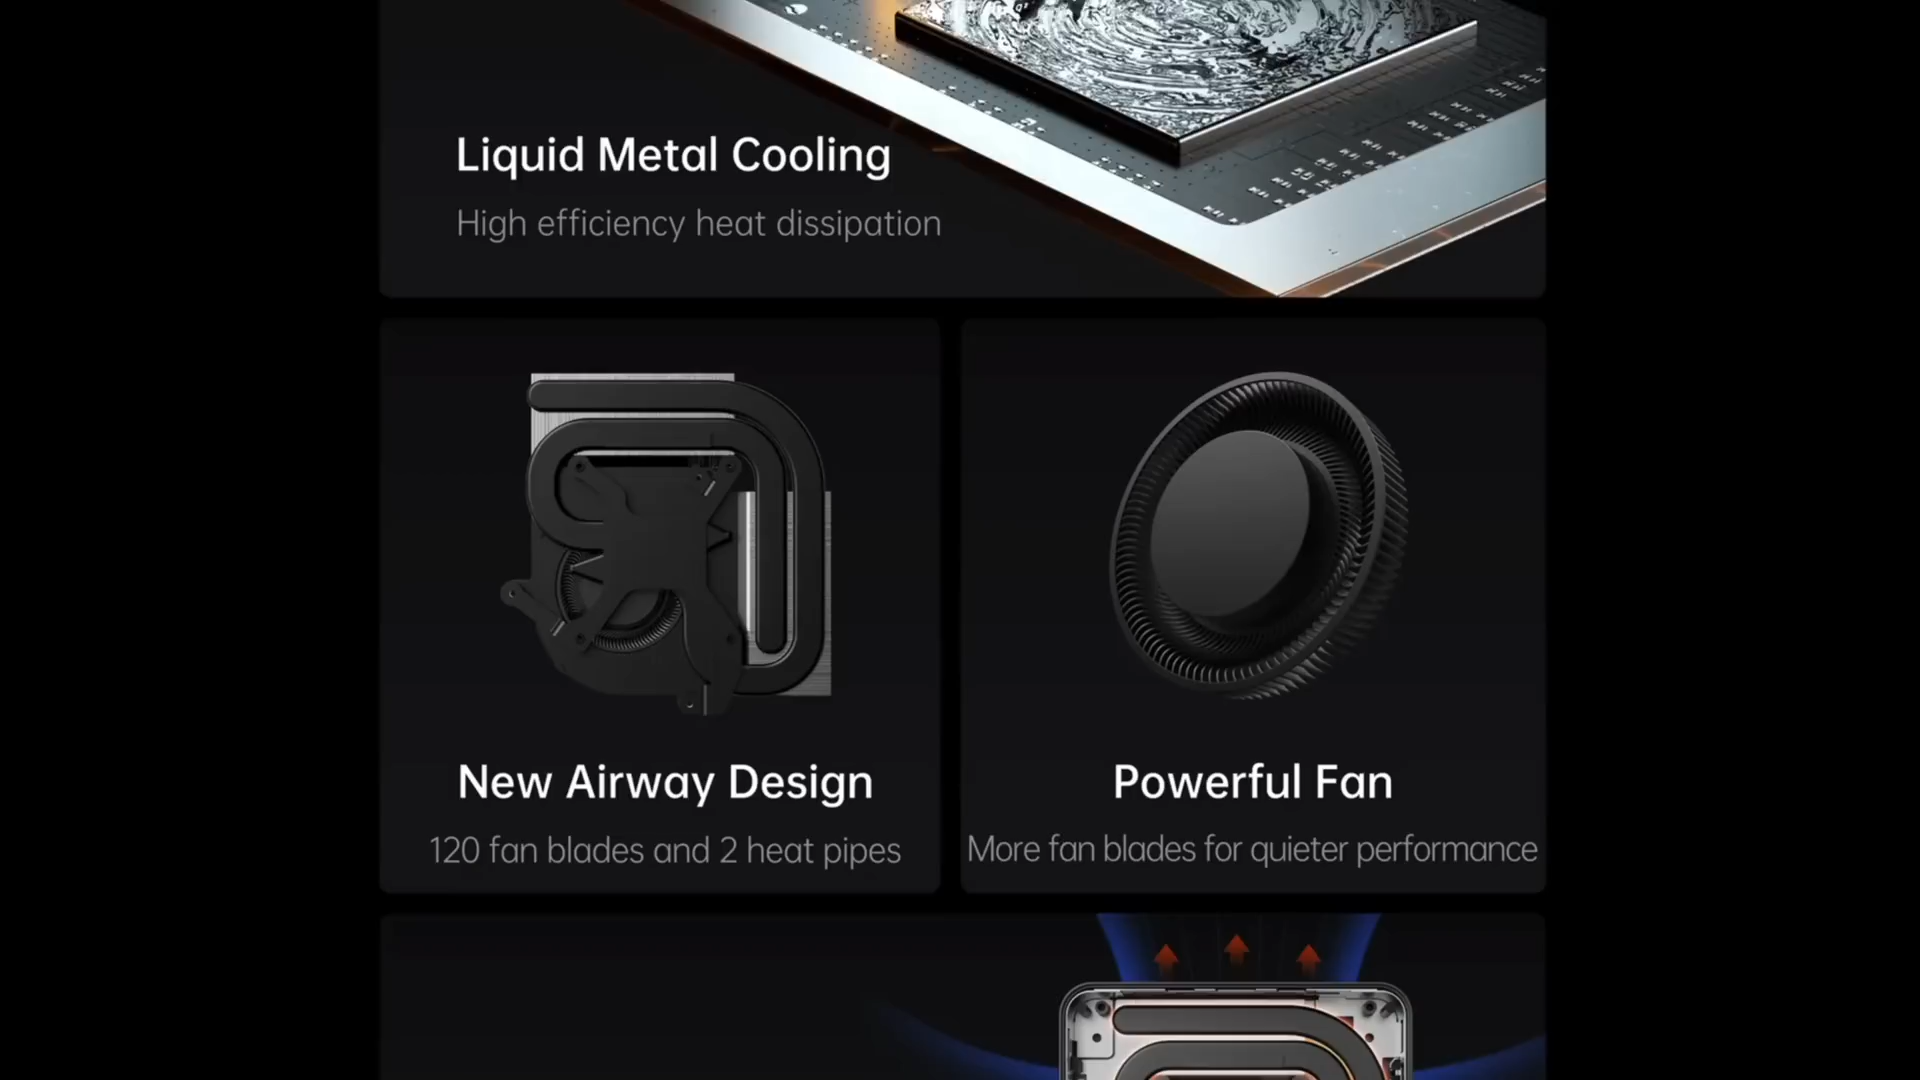 Liquid Metal Cooling
High efficiency heat dissipation
New Airway Design
120 fan blades and 2 heat pipes
Powerful Fan
More fan blades for quieter performance